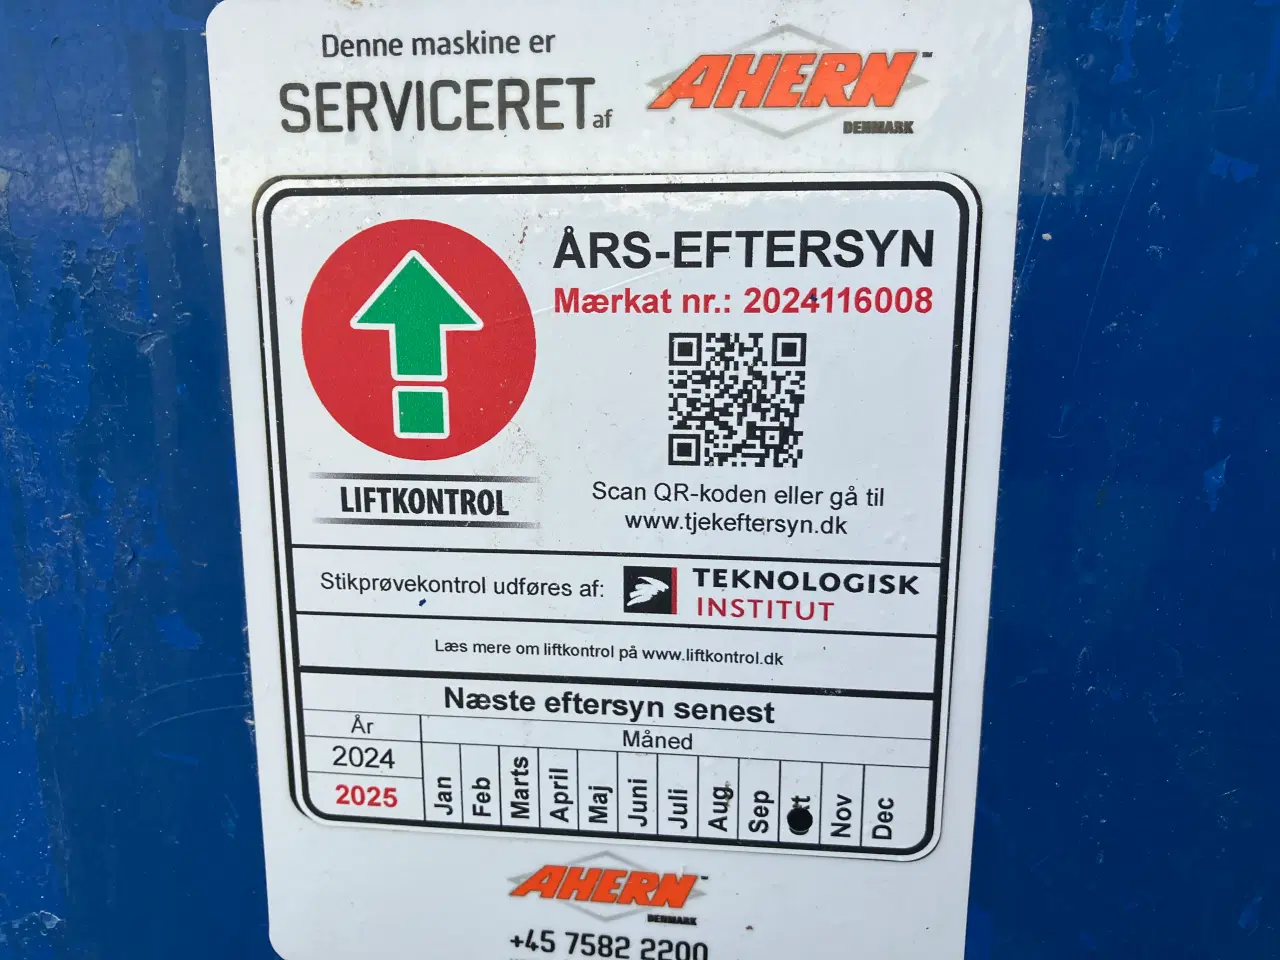 Denne maskine er
SERVICERET af
AHERN™
DENMARK
ÅRS-EFTERSYN
Mærkat nr.: 2024116008
LIFTKONTROL
Scan QR-koden eller gå til
www.tjekeftersyn.dk
Stikprøvekontrol udføres af:
TEKNOLOGISK
INSTITUT
Læs mere om liftkontrol på www.liftkontrol.dk
Næste eftersyn senest
År
Måned
2024
2025
Jan Feb Marts April Maj Juni Juli Aug Sep Nov Dec
AHERN™
DENMARK
+45 7582 2200